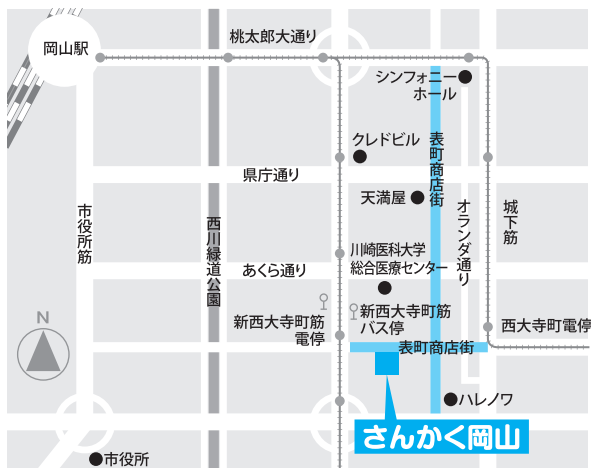 桃太郎大通り
岡山駅
シンフォニー
ホール
クレドビル
表町商店街
県庁通り
天満屋
オランダ通り
城下筋
市役所筋
西川緑道公園
川崎医科大学
総合医療センター
あくら通り
新西大寺町筋
電停
新西大寺町筋
バス停
西大寺町電停
N
表町商店街
ハレノワ
さんかく岡山
市役所